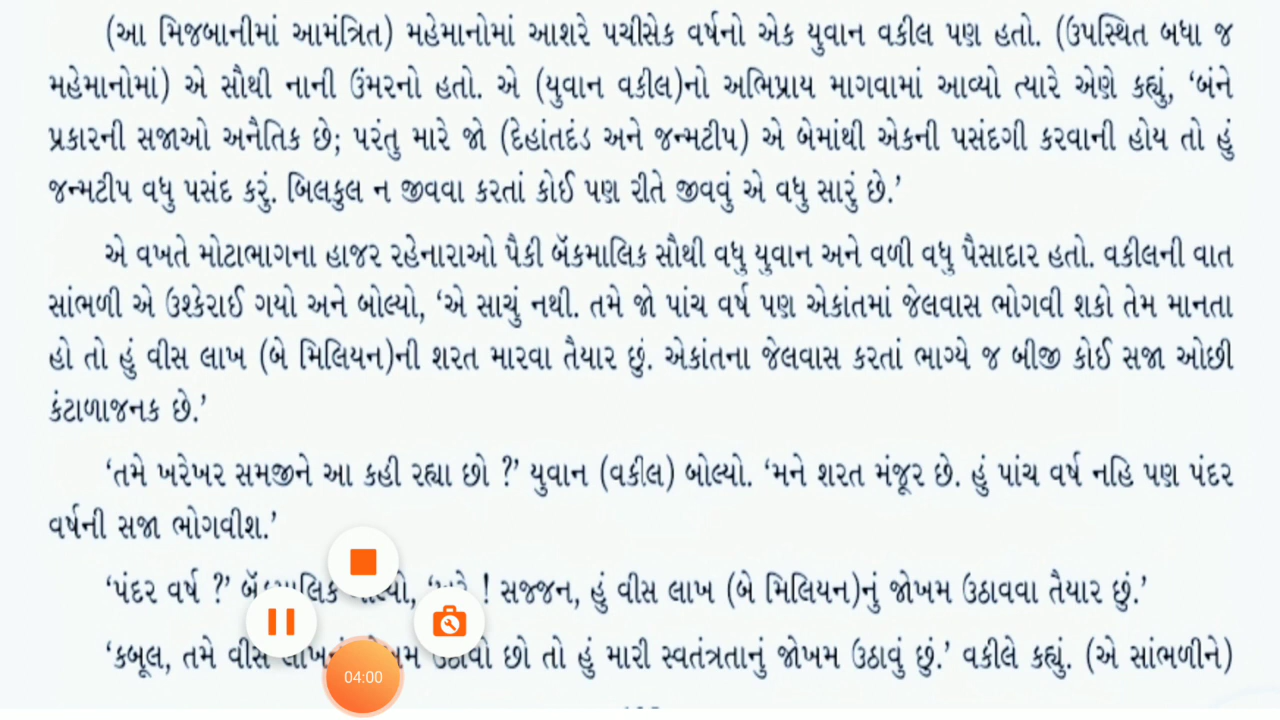 (આ મિજબાનીમાં આમંત્રિત) મહેમાનોમાં આશરે પચીસેક વર્ષનો એક યુવાન વકીલ પણ હતો. (ઉપસ્થિત બધા જ
મહેમાનોમાં) એ સૌથી નાની ઉંમરનો હતો. એ (યુવાન વકીલ)નો અભિપ્રાય માગવામાં આવ્યો ત્યારે એણે કહ્યું, ‘બંને
પ્રકારની સજાઓ અનૈતિક છે; પરંતુ મારે જો (દેહાંતદંડ અને જન્મટીપ) એ બેમાંથી એકની પસંદગી કરવાની હોય તો હું
જન્મટીપ વધુ પસંદ કરું. બિલકુલ ન જીવવા કરતાં કોઈ પણ રીતે જીવવું એ વધુ સારું છે.’
એ વખતે મોટાભાગના હાજર રહેનારાઓ પૈકી બૅંકમાલિક સૌથી વધુ યુવાન અને વળી વધુ પૈસાદાર હતો. વકીલની વાત
સાંભળી એ ઉશ્કેરાઈ ગયો અને બોલ્યો, ‘એ સાચું નથી. તમે જો પાંચ વર્ષ પણ એકાંતમાં જેલવાસ ભોગવી શકો તેમ માનતા
હો તો હું વીસ લાખ (બે મિલિયન)ની શરત મારવા તૈયાર છું. એકાંતના જેલવાસ કરતાં ભાગ્યે જ બીજી કોઈ સજા ઓછી
કંટાળાજનક છે.’
‘તમે ખરેખર સમજીને આ કહી રહ્યા છો ?’ યુવાન (વકીલ) બોલ્યો. ‘મને શરત મંજૂર છે. હું પાંચ વર્ષ નહિ પણ પંદર
વર્ષની સજા ભોગવીશ.’
‘પંદર વર્ષ ?’ ! સજ્જન, હું વીસ લાખ (બે મિલિયન)નું જોખમ ઉઠાવવા તૈયાર છું.’
‘કબૂલ, તમે વીસ ઉઠાવો છો તો હું મારી સ્વતંત્રતાનું જોખમ ઉઠાવું છું.’ વકીલે કહ્યું. (એ સાંભળીને)
04:00